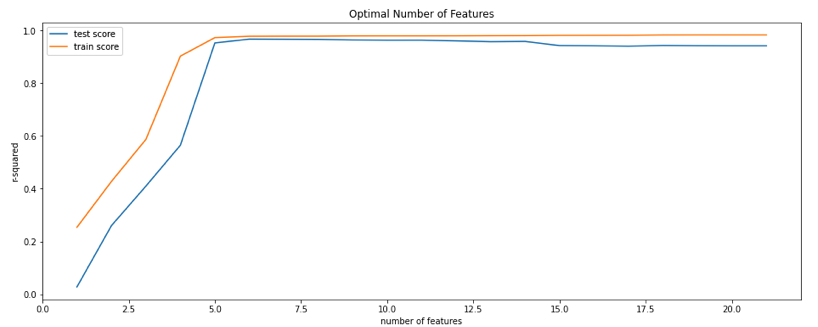 Optimal Number of Features
test score
train score
1.0
0.8
0.6
0.4
0.2
0.0
r-squared
0.0 2.5 5.0 7.5 10.0 12.5 15.0 17.5 20.0
number of features